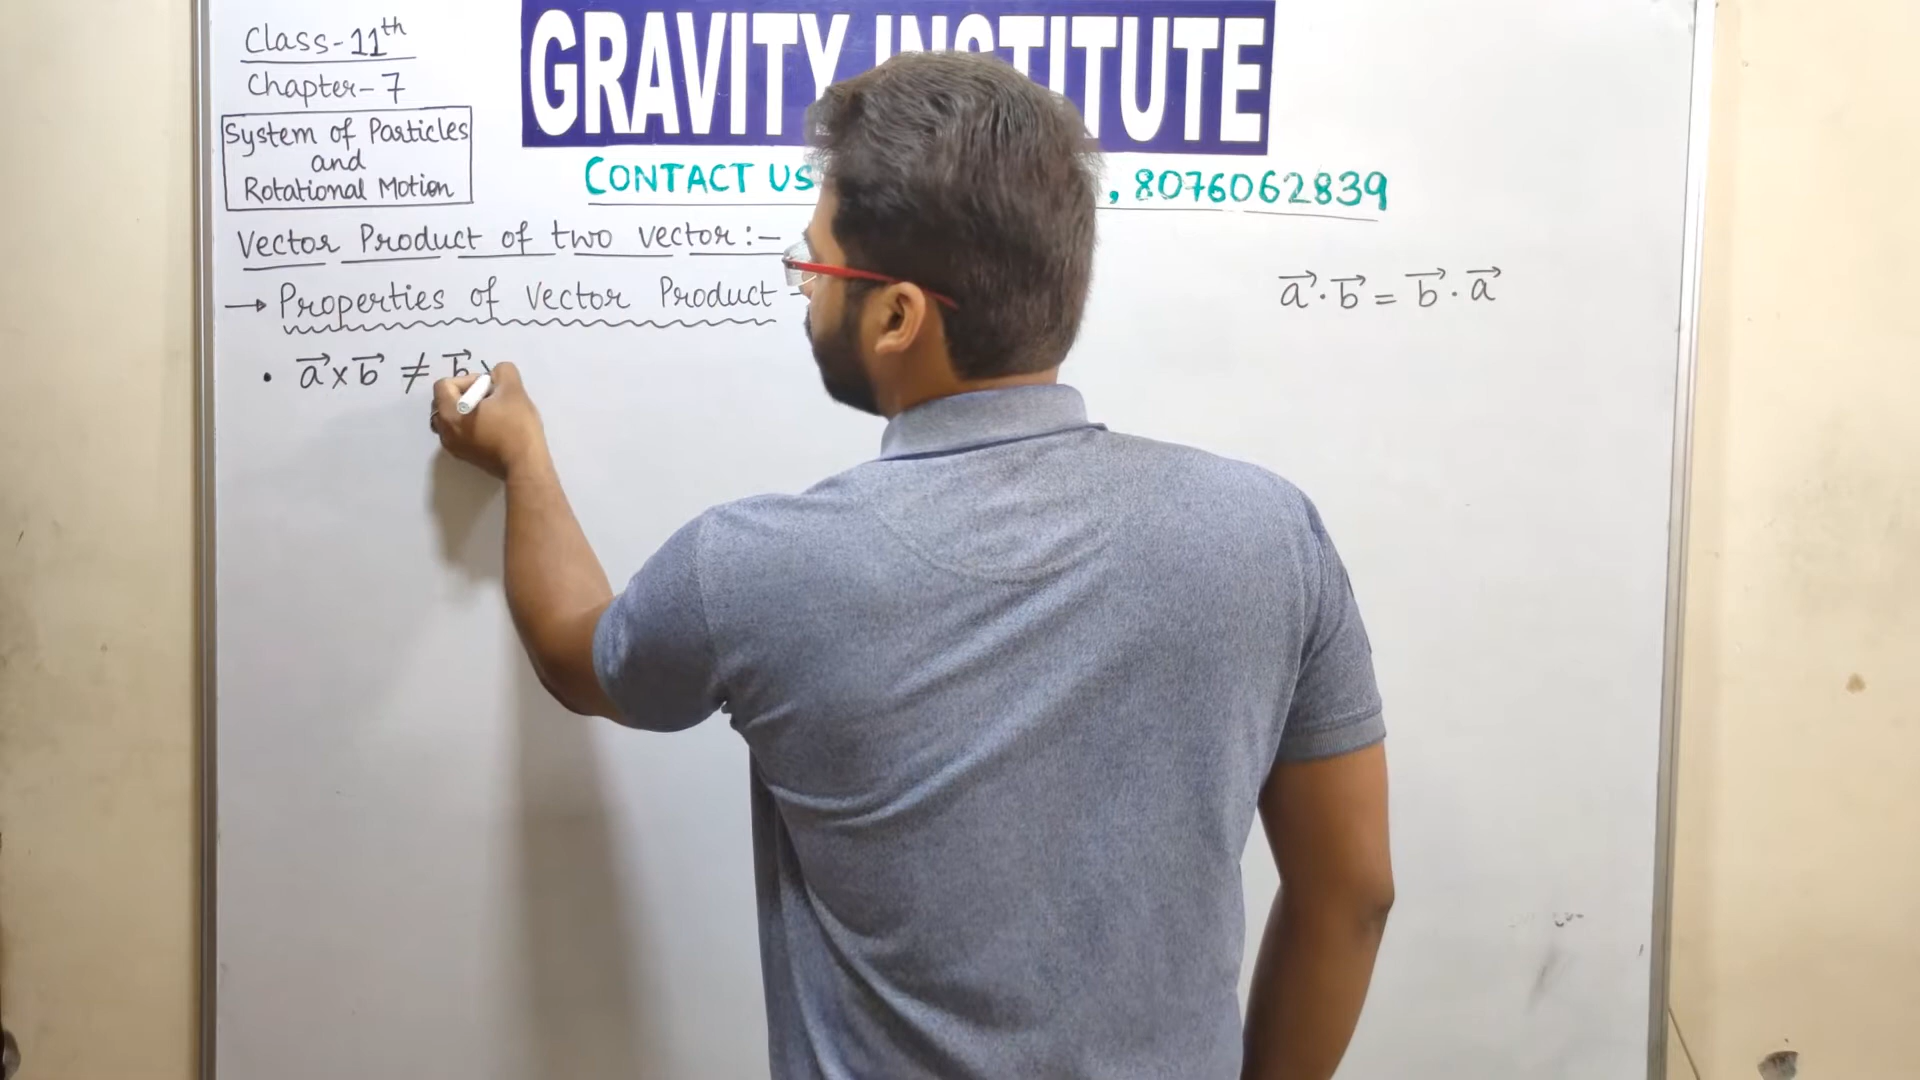 Class-11th
Chapter-7
System of Particles
and
Rotational Motion
GRAVITY
CONTACT US , 8076062839
Vector Product of two vector:-
→ Properties of Vector Product -
a⃗·b⃗ = b⃗·a⃗
• a⃗×b⃗ ≠ b⃗